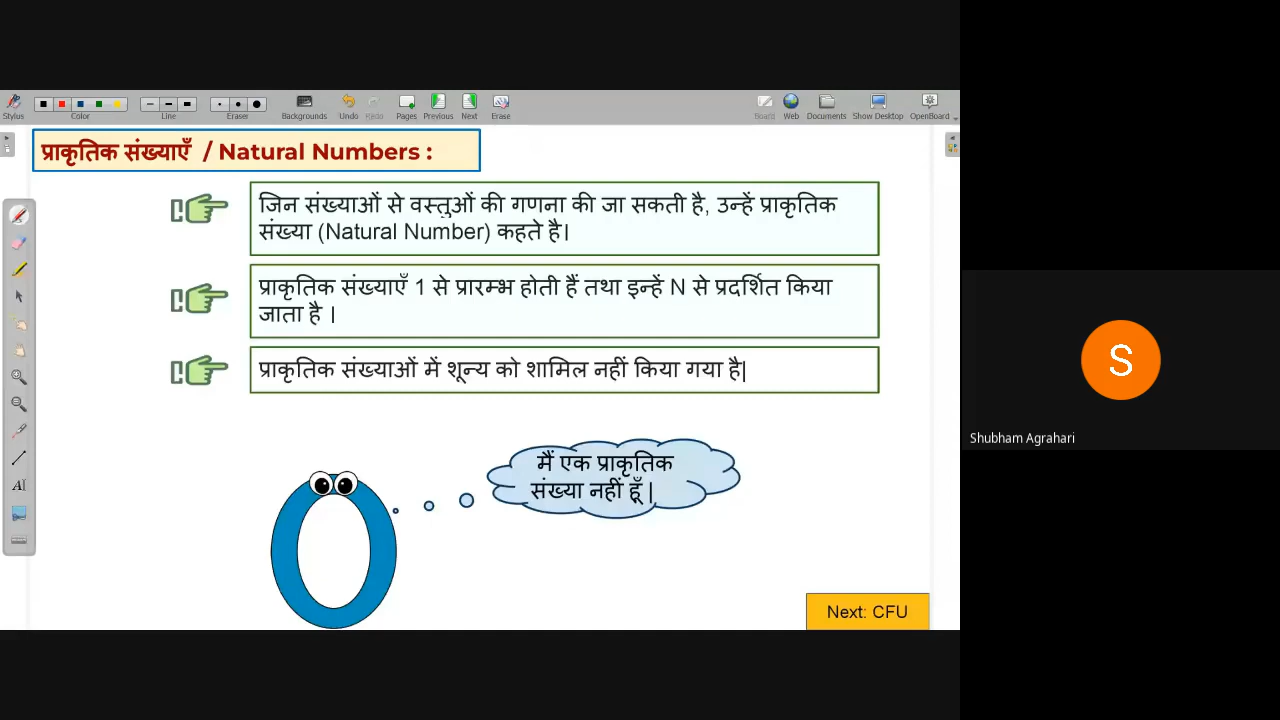 Stylus
Color
Line
Eraser
Backgrounds
Undo
Redo
Pages
Previous
Next
Erase
Board
Web
Documents
Show Desktop
OpenBoard
प्राकृतिक संख्याएँ / Natural Numbers :
जिन संख्याओं से वस्तुओं की गणना की जा सकती है, उन्हें प्राकृतिक
संख्या (Natural Number) कहते है।
प्राकृतिक संख्याएँ 1 से प्रारम्भ होती हैं तथा इन्हें N से प्रदर्शित किया
जाता है ।
प्राकृतिक संख्याओं में शून्य को शामिल नहीं किया गया है|
मैं एक प्राकृतिक
संख्या नहीं हूँ |
0
Next: CFU
S
Shubham Agrahari